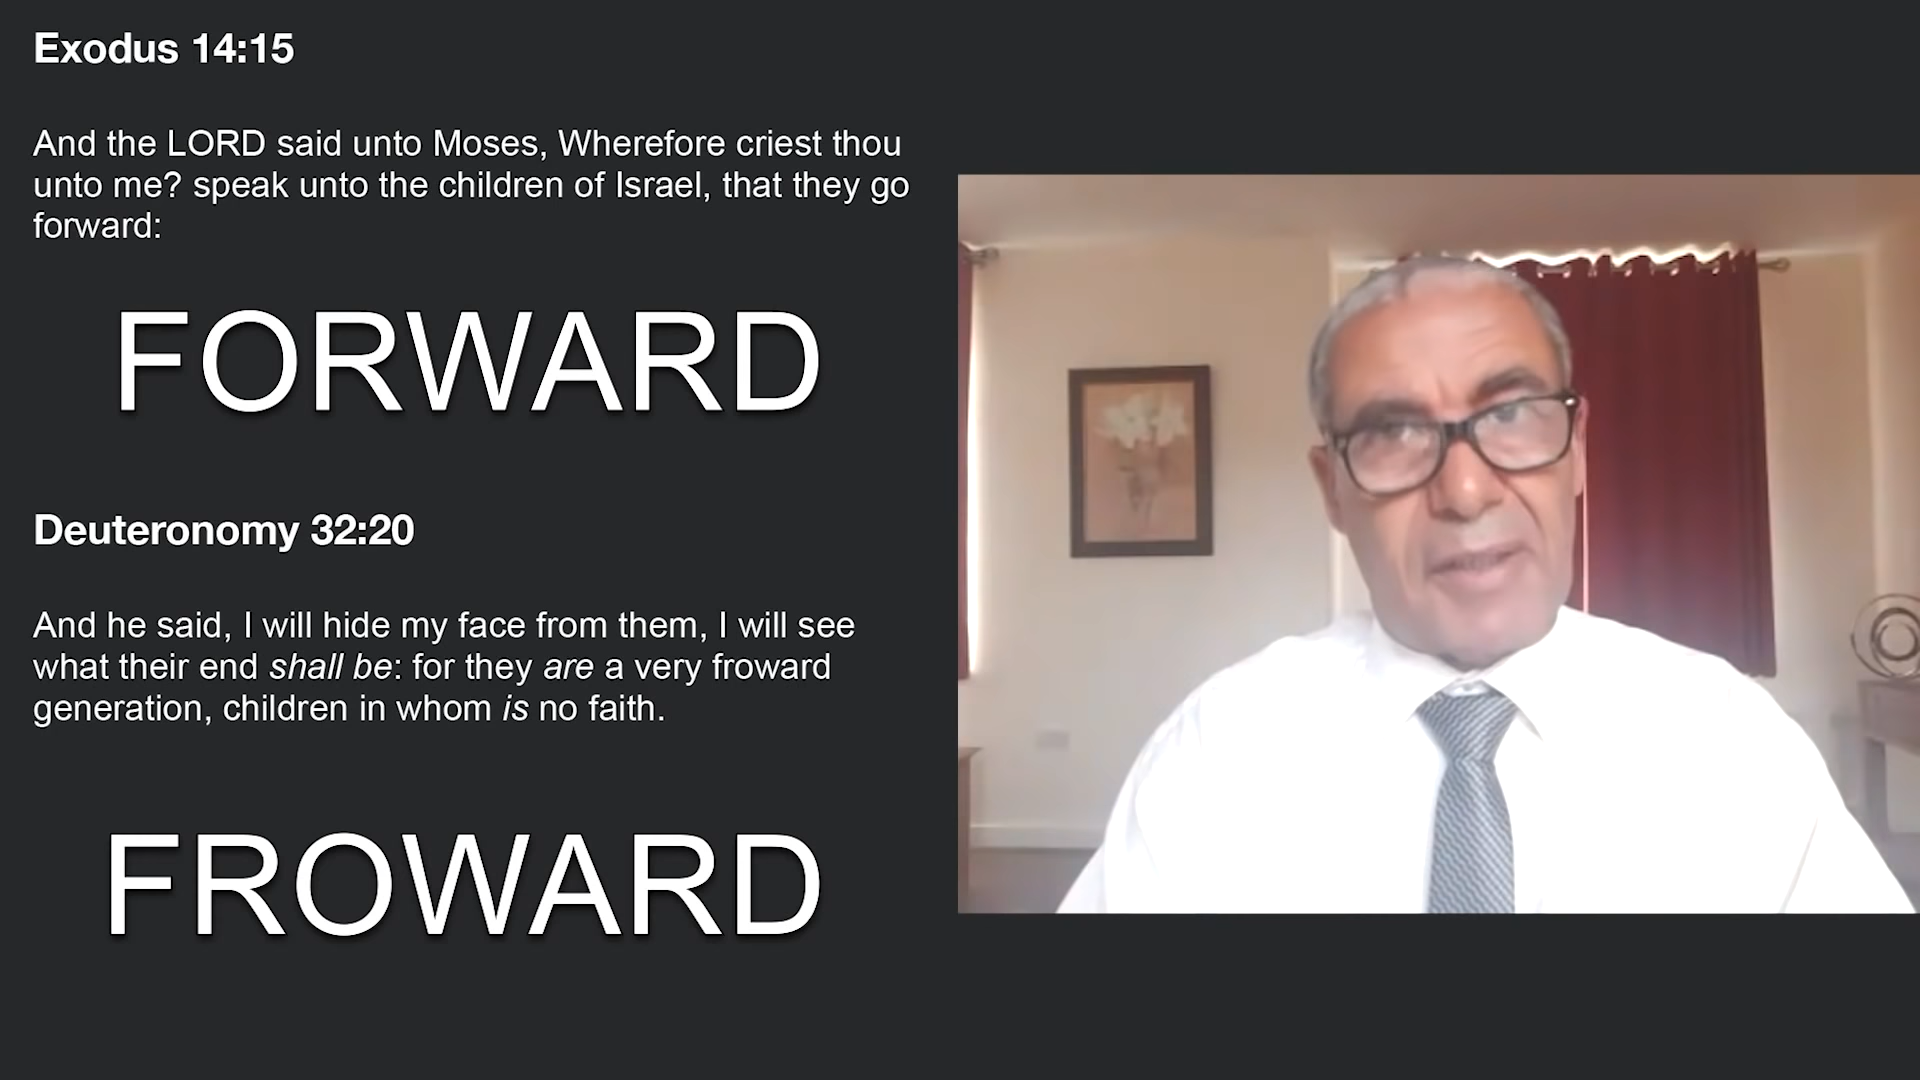 Exodus 14:15
And the LORD said unto Moses, Wherefore criest thou
unto me? speak unto the children of Israel, that they go
forward:
FORWARD
Deuteronomy 32:20
And he said, I will hide my face from them, I will see
what their end shall be: for they are a very froward
generation, children in whom is no faith.
FROWARD